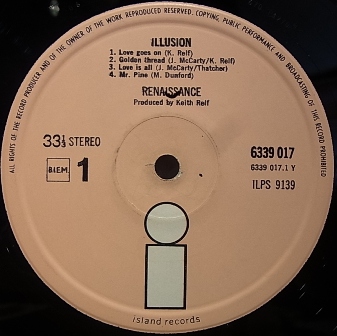 ALL RIGHTS OF THE RECORD PRODUCER AND OF THE OWNER OF THE WORK REPRODUCED RESERVED. COPYING, PUBLIC PERFORMANCE AND BROADCASTING OF THIS RECORD PROHIBITED
ILLUSION
1. Love goes on (K. Relf)
2. Golden thread (J. McCarty/K. Relf)
3. Love is all (J. McCarty/Thatcher)
4. Mr. Pine (M. Dunford)
RENAISSANCE
Produced by Keith Relf
33⅓ STEREO
B.I.E.M. 1
6339 017
6339 017.1 Y
ILPS 9139
i
island records